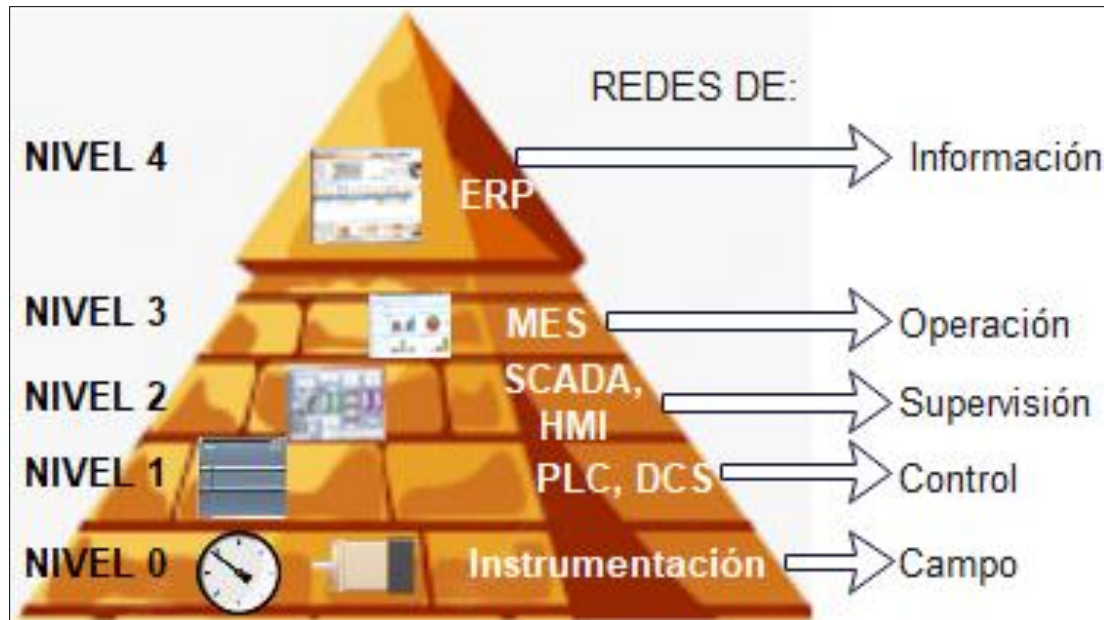 REDES DE:
NIVEL 4
ERP
Información
NIVEL 3
MES
Operación
NIVEL 2
SCADA,
HMI
Supervisión
NIVEL 1
PLC, DCS
Control
NIVEL 0
Instrumentación
Campo